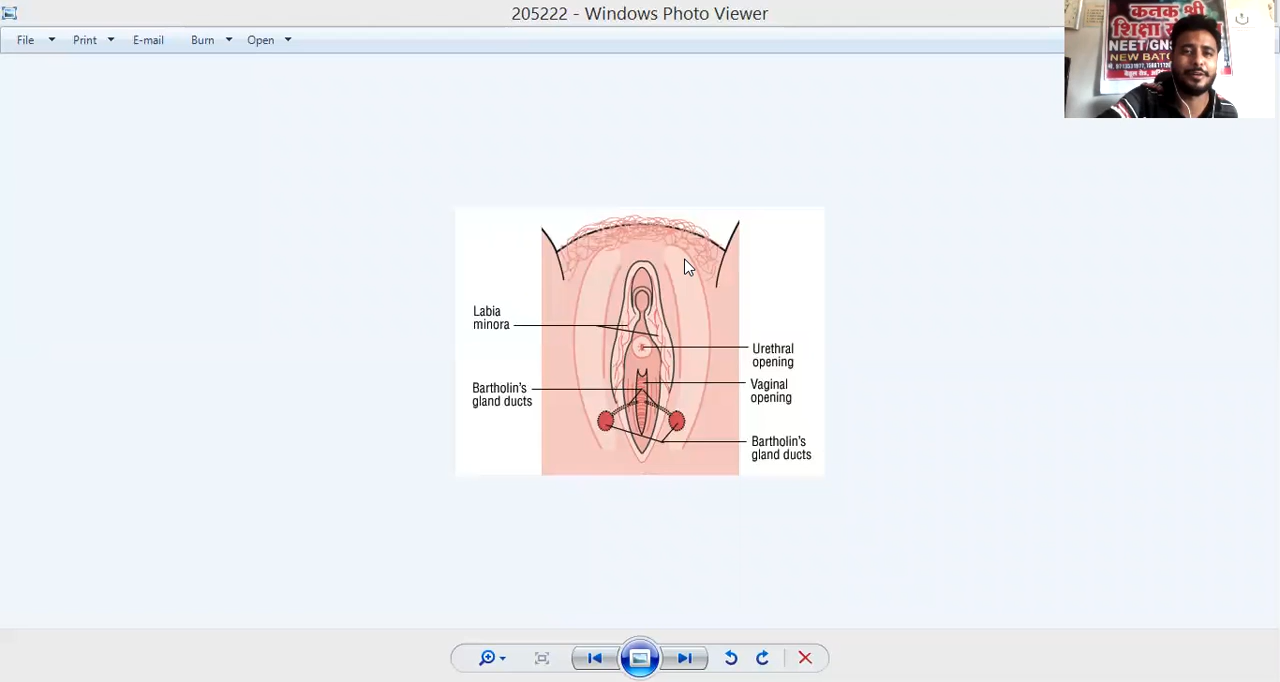 205222 - Windows Photo Viewer
File Print E-mail Burn Open
कनक श्री
शिक्षा
NEET/GNS
NEW BATC
Labia
minora
Urethral
opening
Bartholin's
gland ducts
Vaginal
opening
Bartholin's
gland ducts